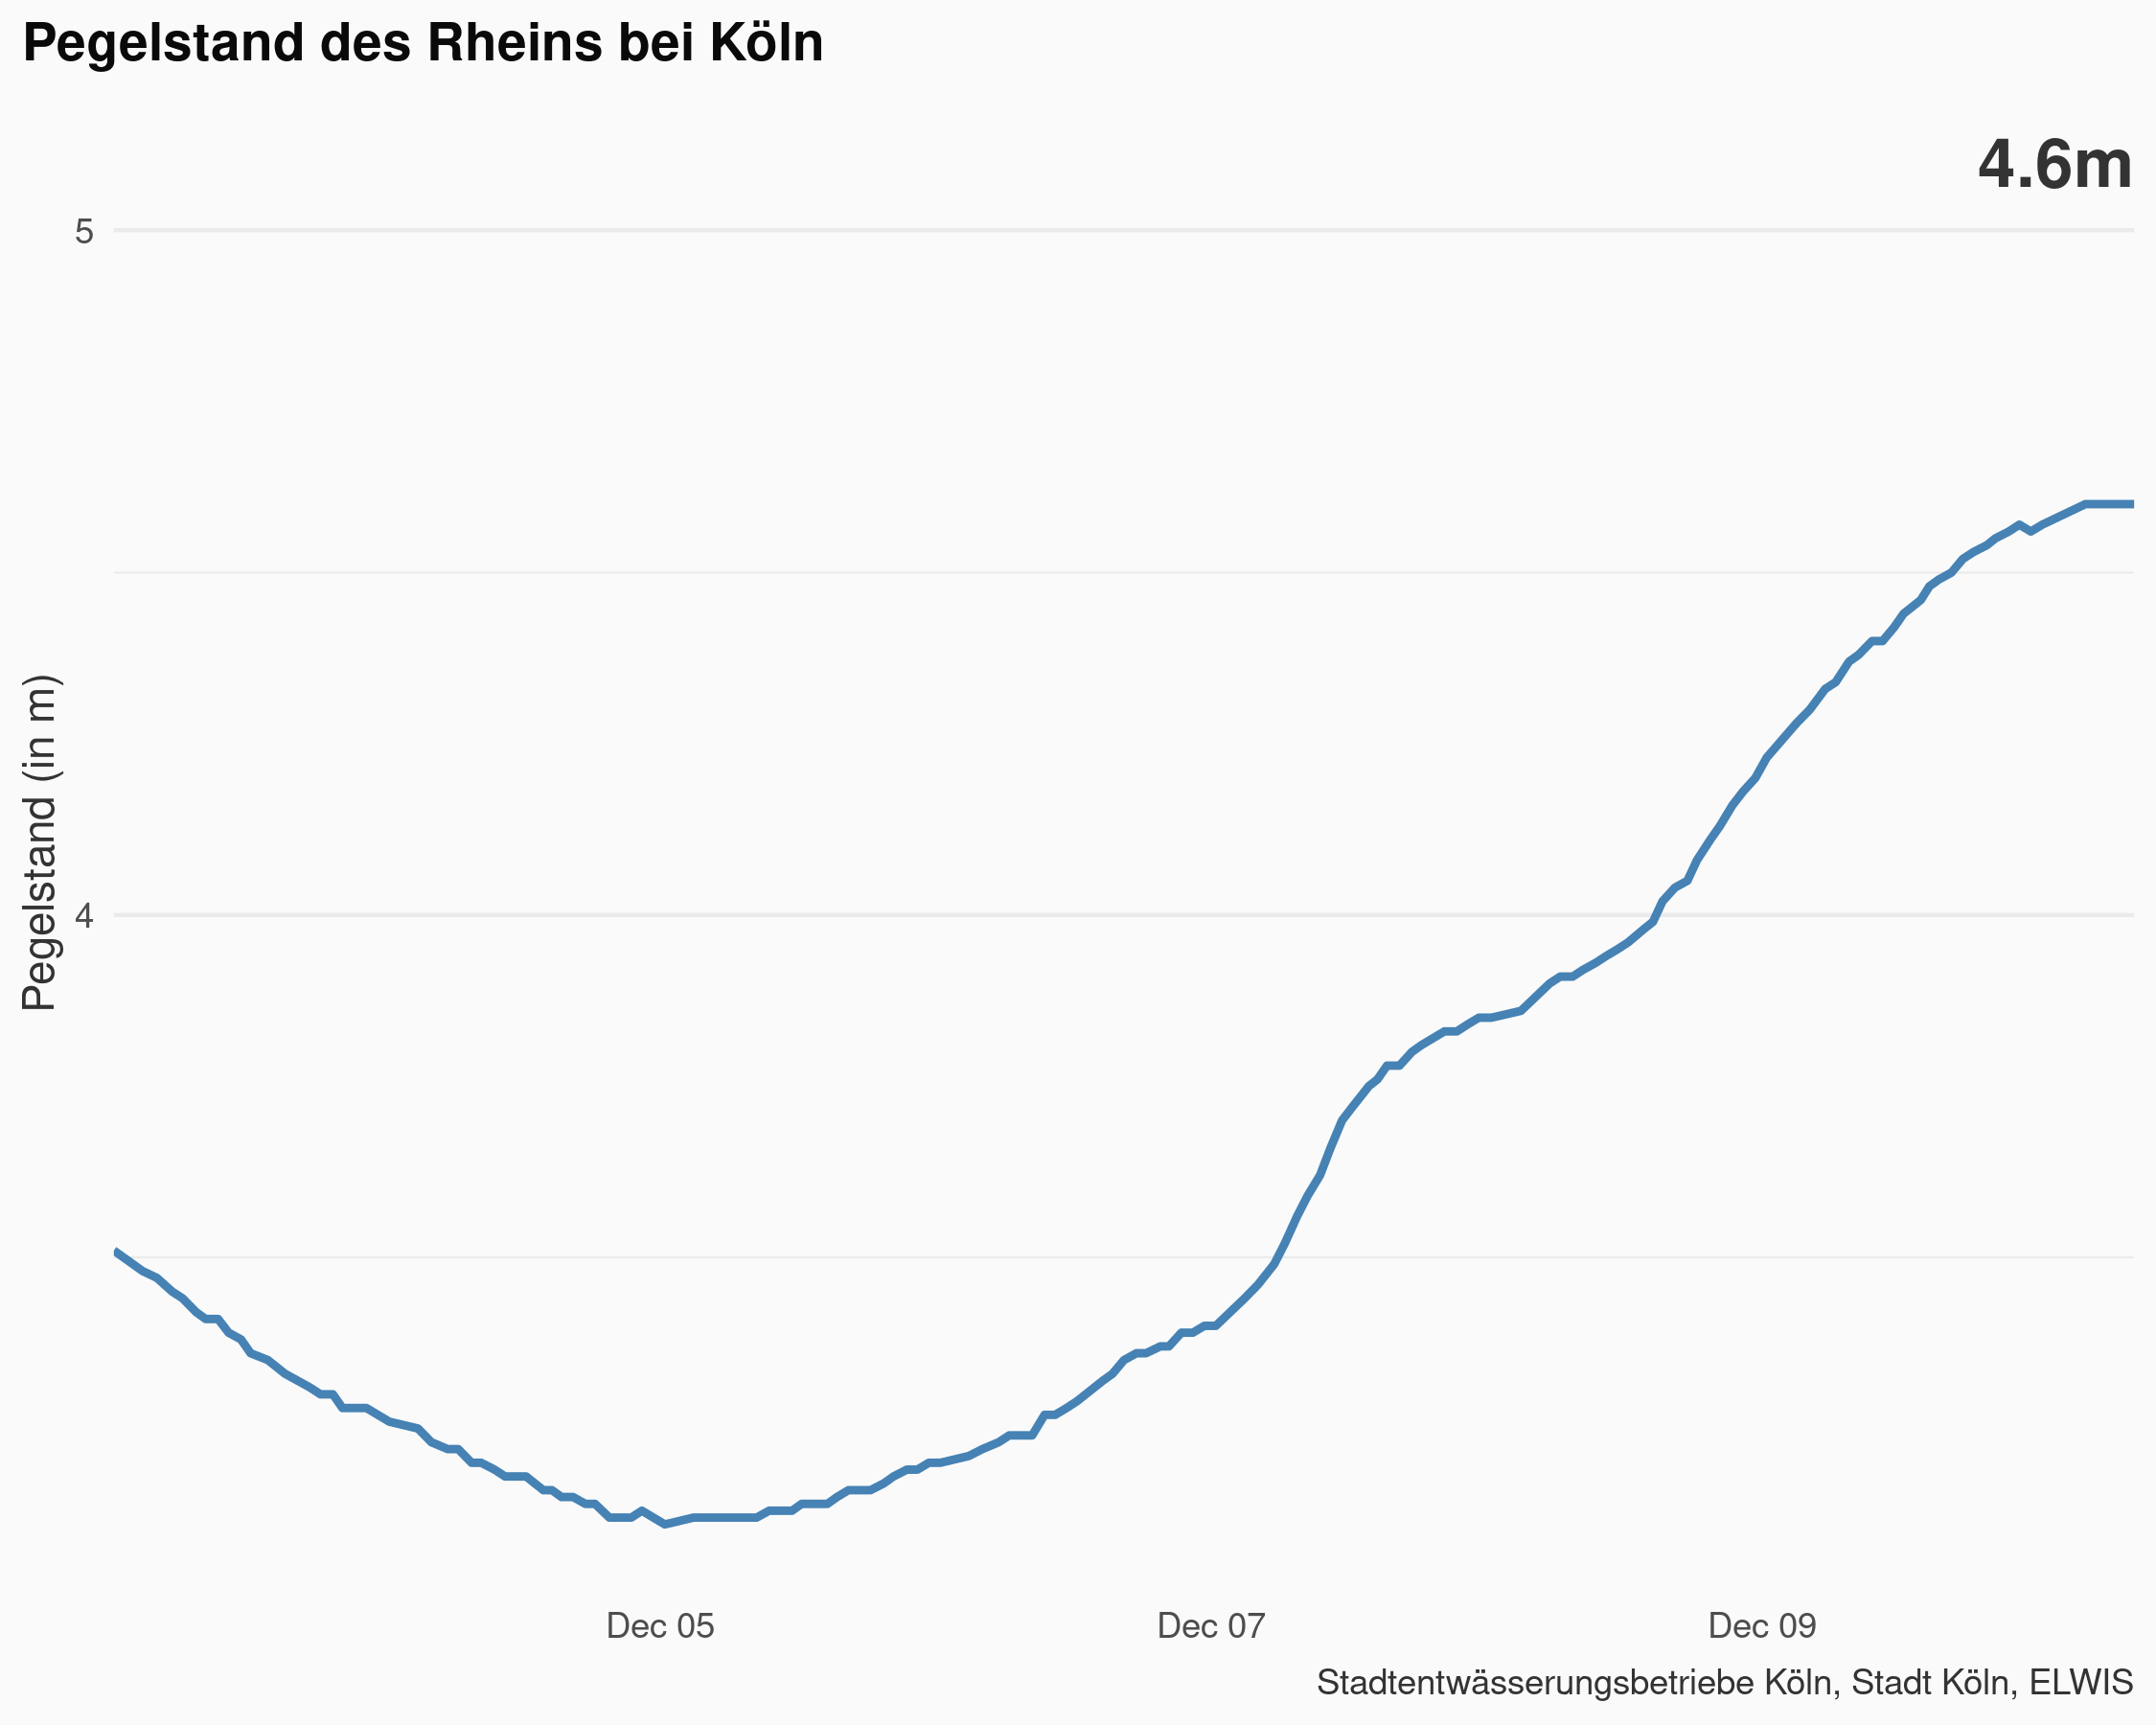 Pegelstand des Rheins bei Köln
4.6m
5
Pegelstand (in m)
4
Dec 05
Dec 07
Dec 09
Stadtentwässerungsbetriebe Köln, Stadt Köln, ELWIS